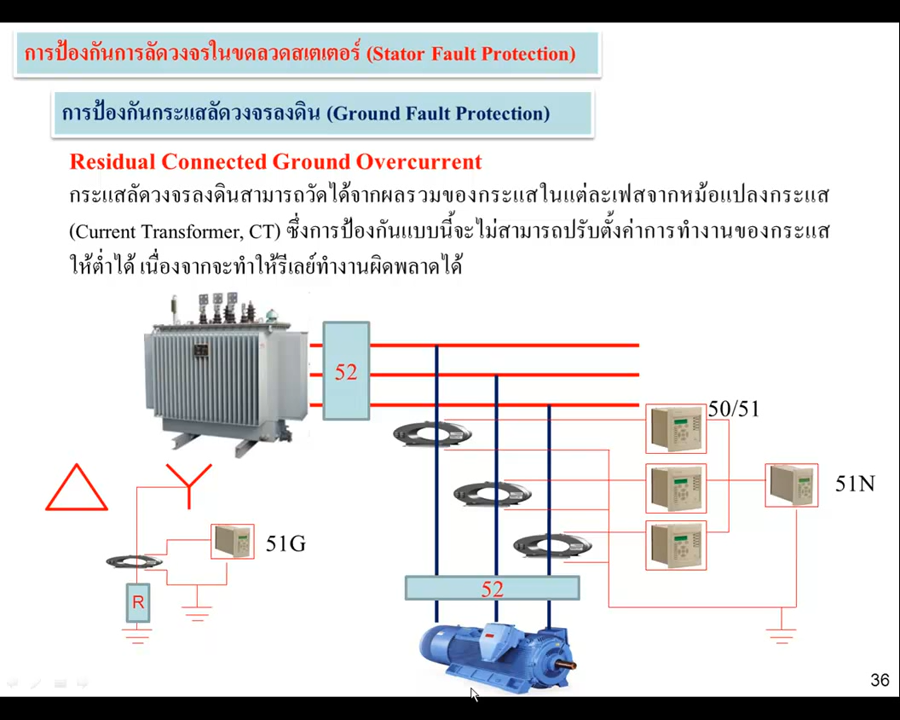 การป้องกันการลัดวงจรในขดลวดสเตเตอร์ (Stator Fault Protection)
การป้องกันกระแสลัดวงจรลงดิน (Ground Fault Protection)
Residual Connected Ground Overcurrent
กระแสลัดวงจรลงดินสามารถวัดได้จากผลรวมของกระแสในแต่ละเฟสจากหม้อแปลงกระแส
(Current Transformer, CT) ซึ่งการป้องกันแบบนี้จะไม่สามารถปรับตั้งค่าการทำงานของกระแส
ให้ต่ำได้ เนื่องจากจะทำให้รีเลย์ทำงานผิดพลาดได้
52
50/51
51N
51G
R
52
36